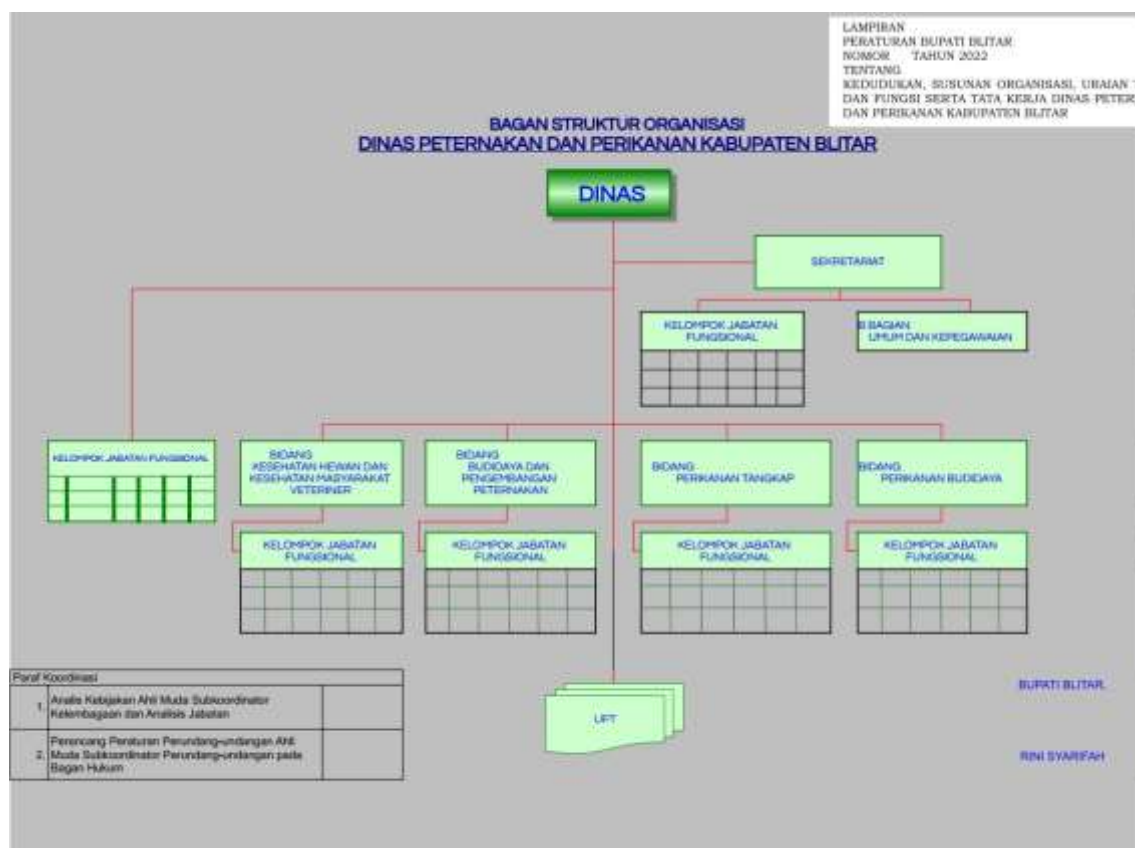 LAMPIRAN
PERATURAN BUPATI BLITAR
NOMOR TAHUN 2022
TENTANG
KEDUDUKAN, SUSUNAN ORGANISASI, URAIAN
DAN FUNGSI SERTA TATA KERJA DINAS PETER
DAN PERIKANAN KABUPATEN BLITAR
BAGAN STRUKTUR ORGANISASI
DINAS PETERNAKAN DAN PERIKANAN KABUPATEN BLITAR
DINAS
SEKRETARIAT
KELOMPOK JABATAN
FUNGSIONAL
B BAGIAN
UMUM DAN KEPEGAWAIAN
KELOMPOK JABATAN FUNGSIONAL
BIDANG
KESEHATAN HEWAN DAN
KESEHATAN MASYARAKAT
VETERINER
BIDANG
BUDIDAYA DAN
PENGEMBANGAN
PETERNAKAN
BIDANG
PERIKANAN TANGKAP
BIDANG
PERIKANAN BUDIDAYA
KELOMPOK JABATAN
FUNGSIONAL
KELOMPOK JABATAN
FUNGSIONAL
KELOMPOK JABATAN
FUNGSIONAL
KELOMPOK JABATAN
FUNGSIONAL
Paraf Koordinasi
1. Analis Kebijakan Ahli Muda Subkoordinator
Kelembagaan dan Analisis Jabatan
2. Perancang Peraturan Perundang-undangan Ahli
Muda Subkoordinator Perundang-undangan pada
Bagian Hukum
UPT
BUPATI BLITAR,
RINI SYARIFAH